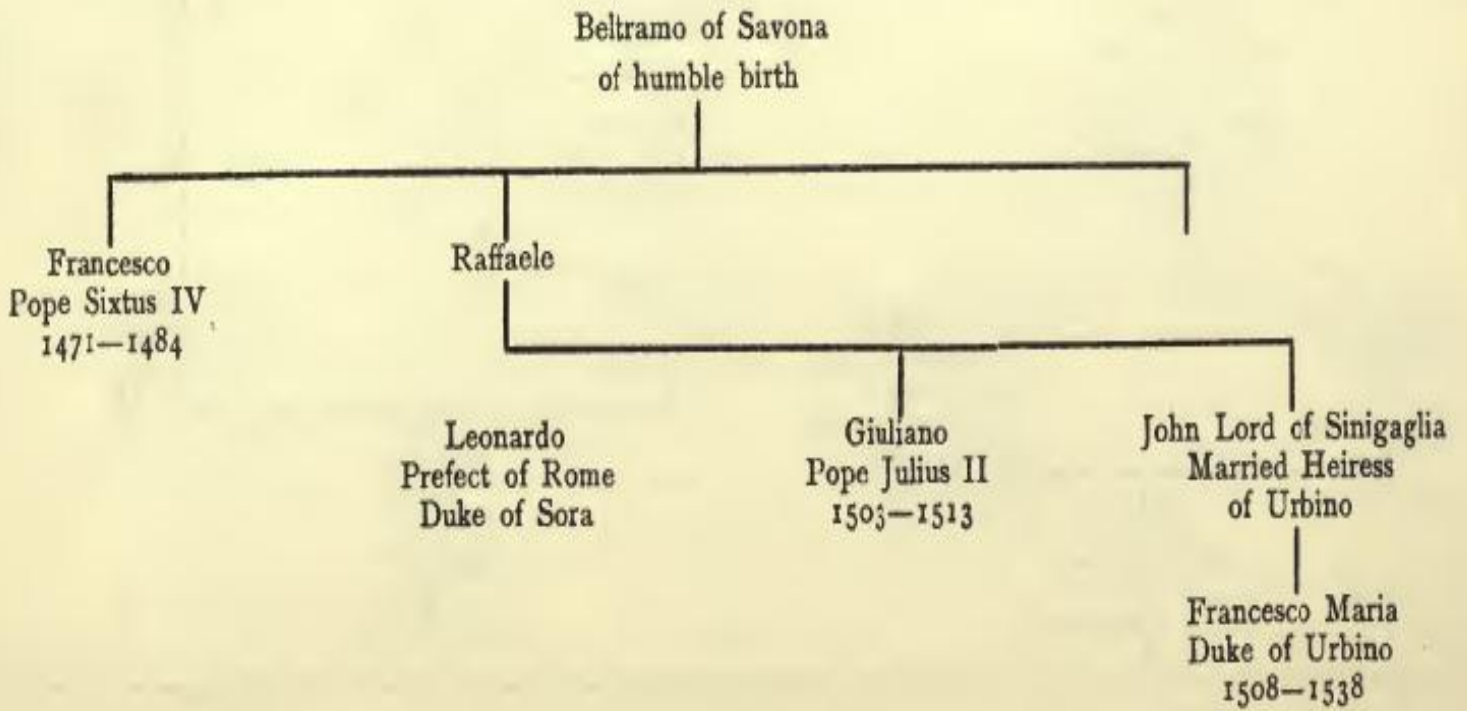 Beltramo of Savona
of humble birth
Francesco
Pope Sixtus IV
1471—1484
Raffaele
Leonardo
Prefect of Rome
Duke of Sora
Giuliano
Pope Julius II
1503—1513
John Lord of Sinigaglia
Married Heiress
of Urbino
Francesco Maria
Duke of Urbino
1508—1538